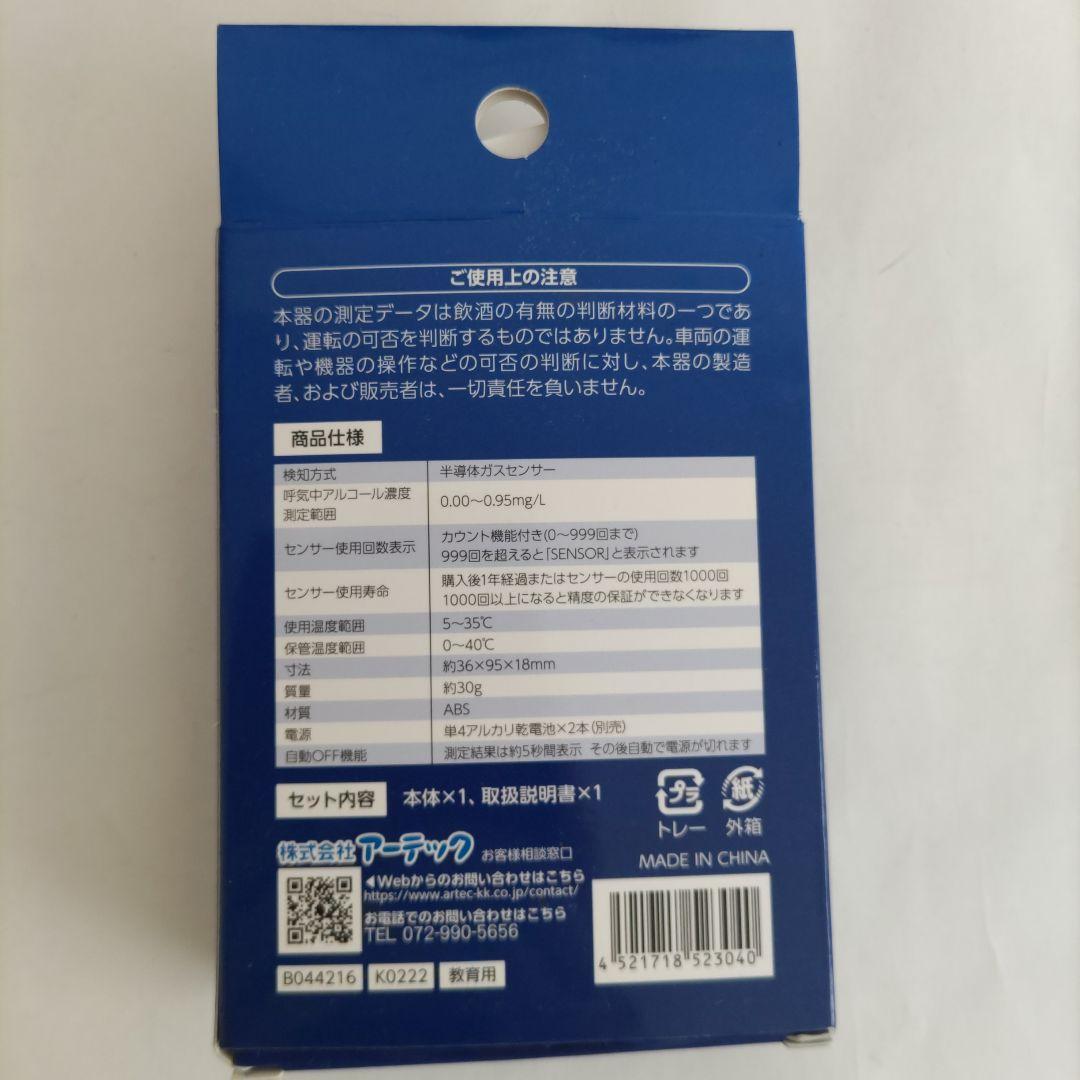 ご使用上の注意
本器の測定データは飲酒の有無の判断材料の一つであ
り、運転の可否を判断するものではありません。車両の運
転や機器の操作などの可否の判断に対し、本器の製造
者、および販売者は、一切責任を負いません。
商品仕様
検知方式 半導体ガスセンサー
呼気中アルコール濃度
測定範囲 0.00〜0.95mg/L
センサー使用回数表示 カウント機能付き(0〜999回まで)
999回を超えると「SENSOR」と表示されます
センサー使用寿命 購入後1年経過またはセンサーの使用回数1000回
1000回以上になると精度の保証ができなくなります
使用温度範囲 5〜35℃
保管温度範囲 0〜40℃
寸法 約36×95×18mm
質量 約30g
材質 ABS
電源 単4アルカリ乾電池×2本(別売)
自動OFF機能 測定結果は約5秒間表示 その後自動で電源が切れます
セット内容 本体×1、取扱説明書×1
プラ 紙
トレー 外箱
株式会社 アーテック お客様相談窓口
MADE IN CHINA
◀Webからのお問い合わせはこちら
https://www.artec-kk.co.jp/contact/
お電話でのお問い合わせはこちら
TEL 072-990-5656
B044216 K0222 教育用
4 521718 523040